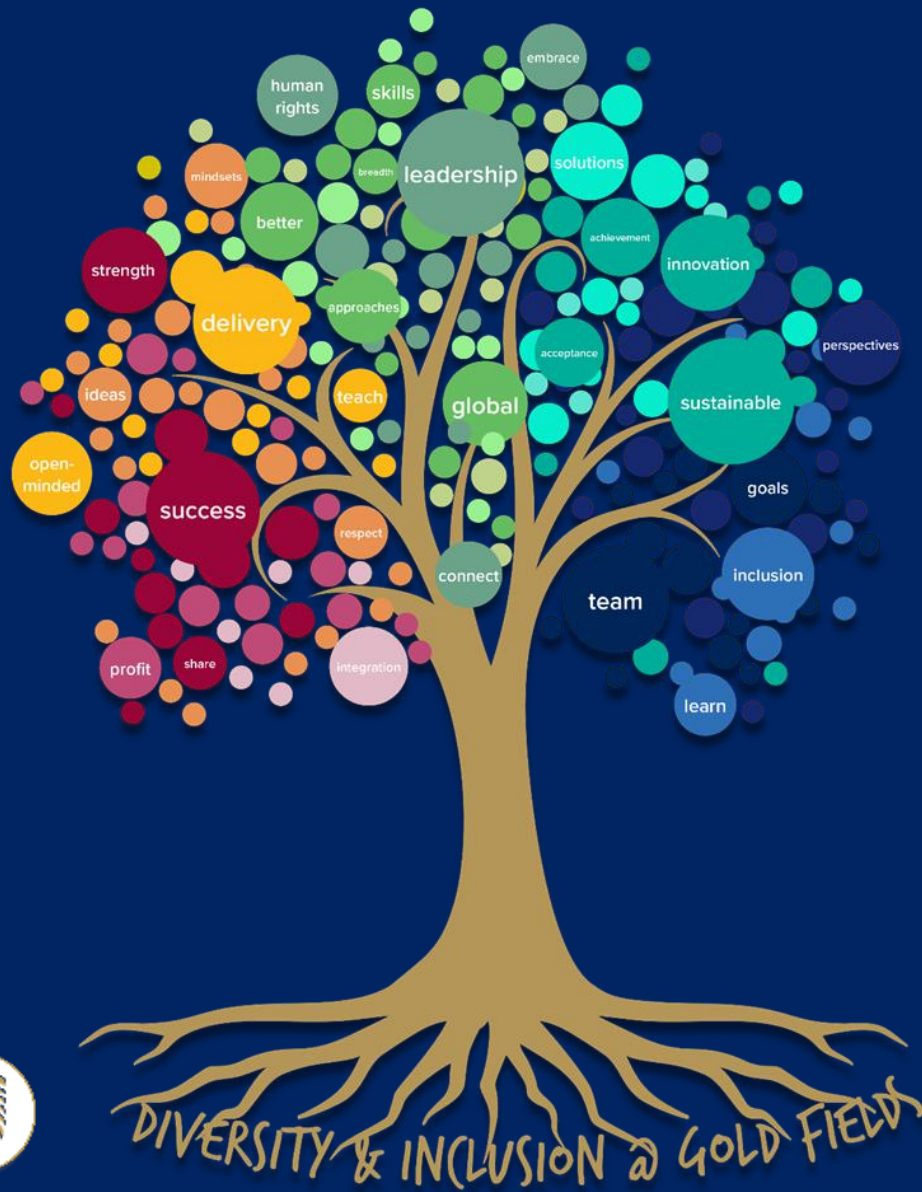 embrace
human
rights
skills
solutions
breadth
leadership
mindsets
better
achievement
strength
innovation
approaches
delivery
perspectives
acceptance
ideas
teach
global
sustainable
open-
minded
goals
success
respect
connect
inclusion
team
profit
share
integration
learn
DIVERSITY & INCLUSION @ GOLD FIELDS